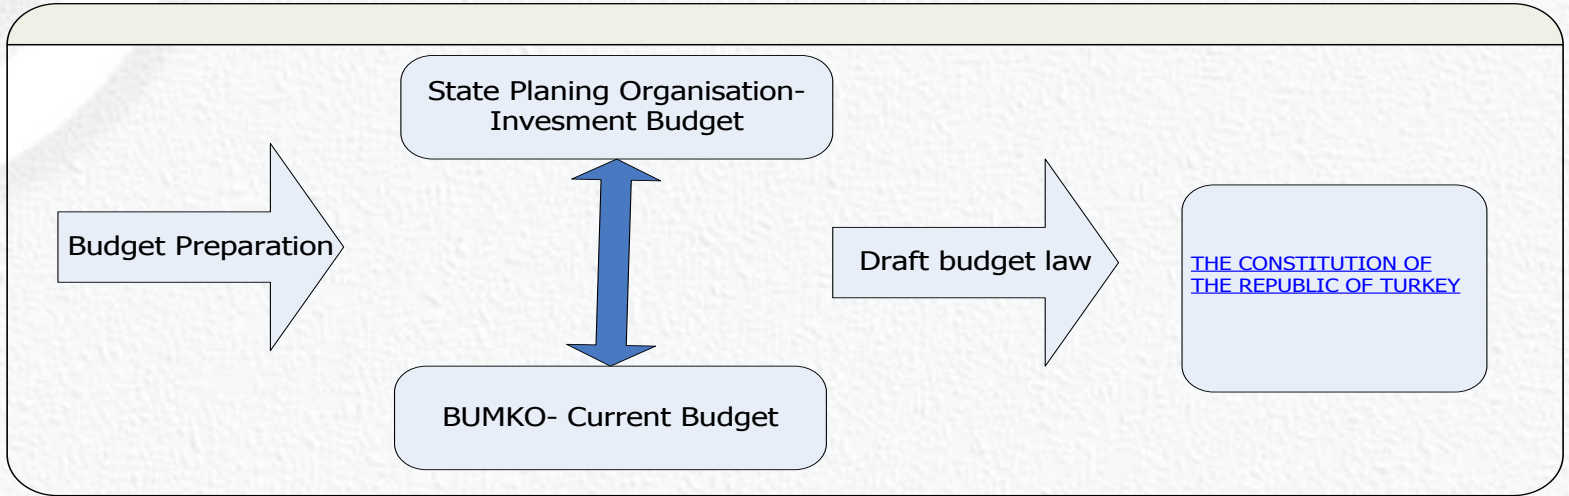 State Planing Organisation-
Invesment Budget
Budget Preparation
Draft budget law
THE CONSTITUTION OF
THE REPUBLIC OF TURKEY
BUMKO- Current Budget